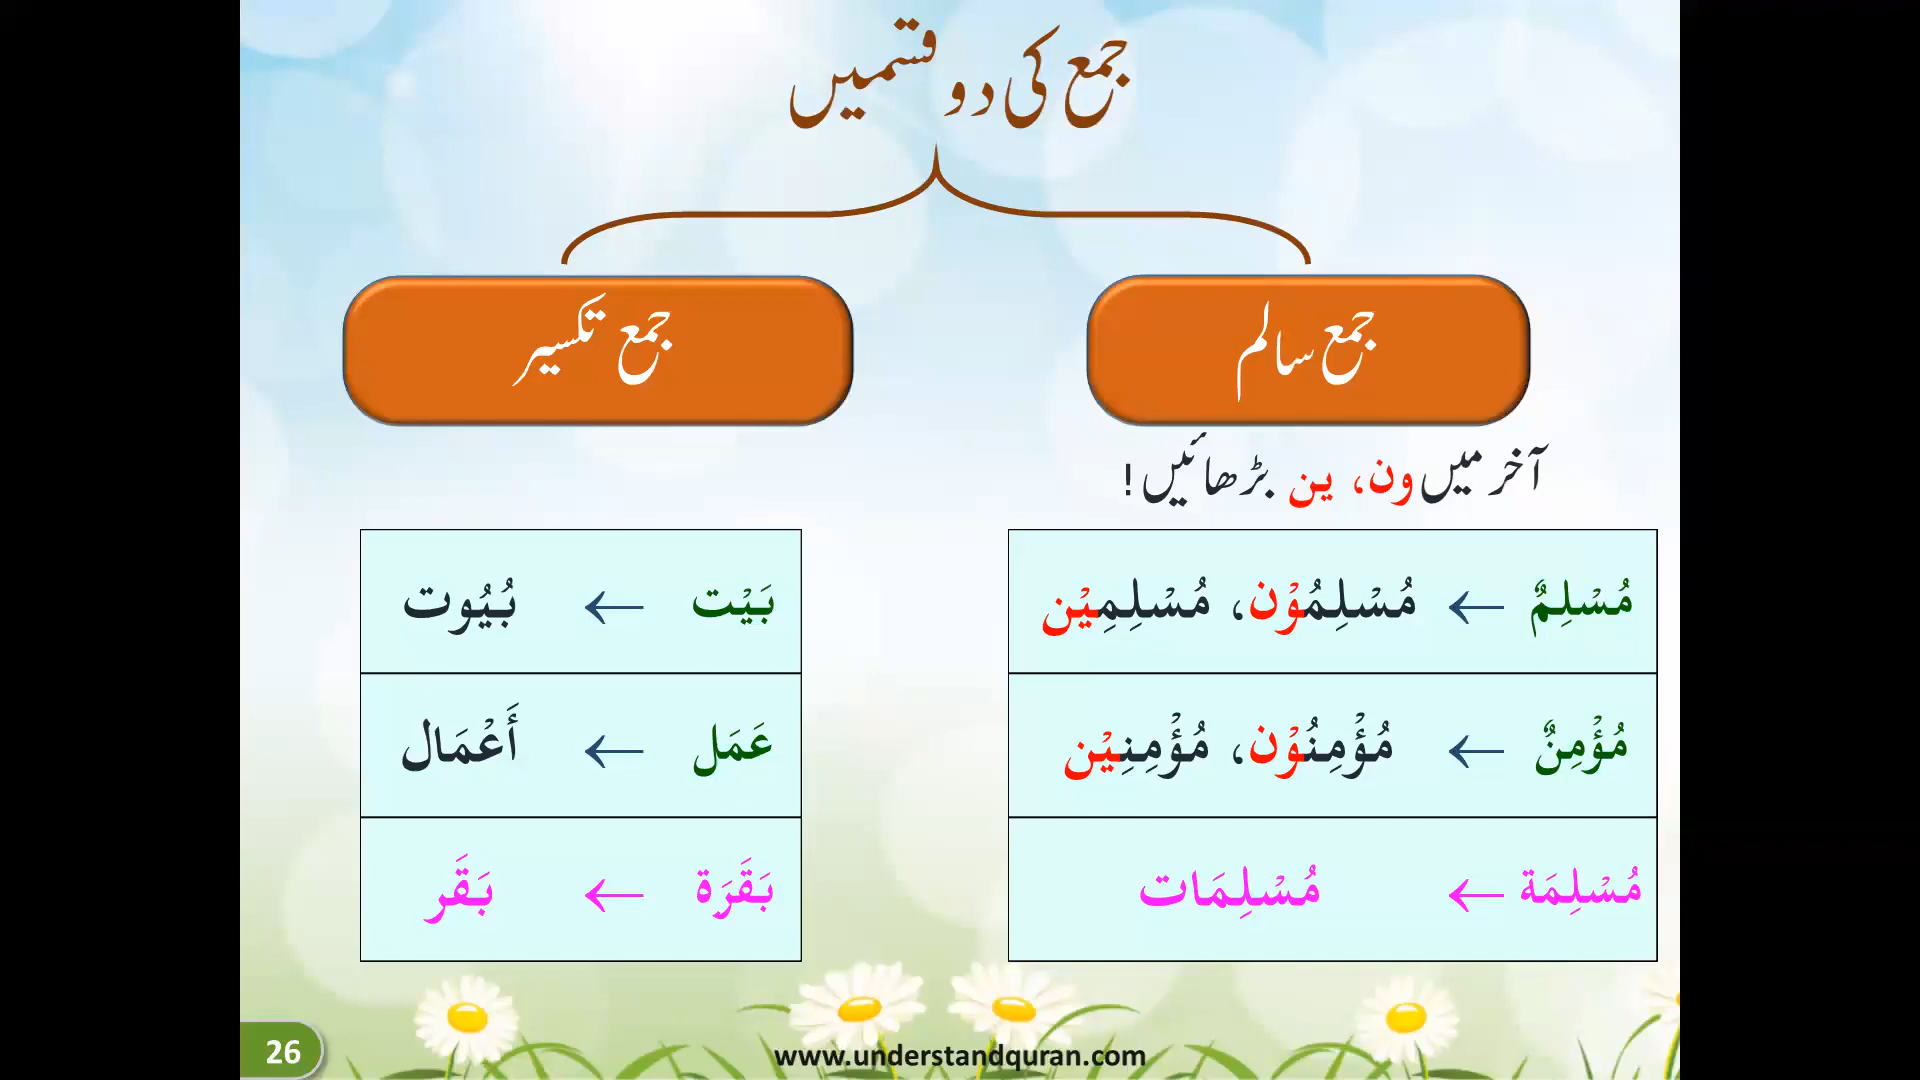 جمع کی دو قسمیں
جمع سالم
جمع تکسیر
آخر میں ون، ین بڑھائیں!
مُسْلِمٌ ← مُسْلِمُوْن، مُسْلِمِيْن
مُؤْمِنٌ ← مُؤْمِنُوْن، مُؤْمِنِيْن
مُسْلِمَة ← مُسْلِمَات
بَيْت ← بُيُوت
عَمَل ← أَعْمَال
بَقَرَة ← بَقَر
26
www.understandquran.com